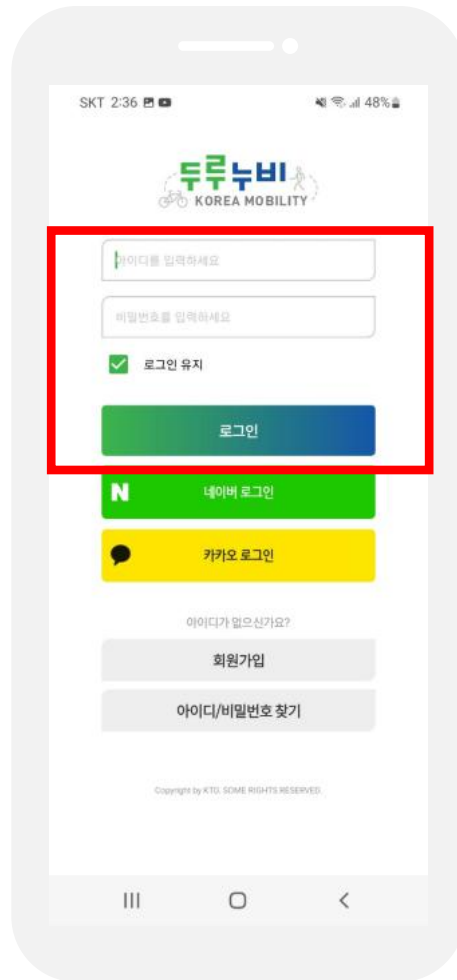 SKT 2:36
48%
두루누비
KOREA MOBILITY
아이디를 입력하세요
비밀번호를 입력하세요
로그인 유지
로그인
N 네이버 로그인
카카오 로그인
아이디가 없으신가요?
회원가입
아이디/비밀번호 찾기
Copyright by KTO. SOME RIGHTS RESERVED.